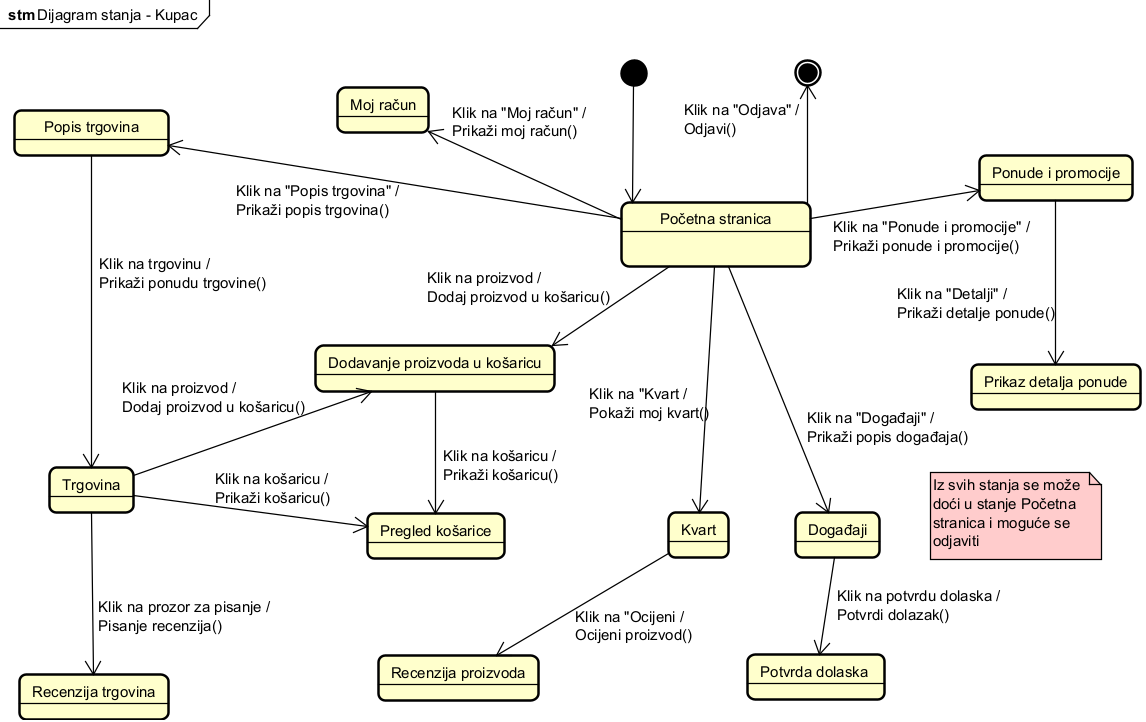 stm Dijagram stanja - Kupac
Moj račun
Klik na "Moj račun" /
Prikaži moj račun()
Klik na "Odjava" /
Odjavi()
Popis trgovina
Klik na "Popis trgovina" /
Prikaži popis trgovina()
Početna stranica
Ponude i promocije
Klik na "Ponude i promocije" /
Prikaži ponude i promocije()
Klik na trgovinu /
Prikaži ponudu trgovine()
Klik na proizvod /
Dodaj proizvod u košaricu()
Klik na "Detalji" /
Prikaži detalje ponude()
Dodavanje proizvoda u košaricu
Prikaz detalja ponude
Klik na proizvod /
Dodaj proizvod u košaricu()
Klik na "Kvart /
Pokaži moj kvart()
Klik na "Događaji" /
Prikaži popis događaja()
Klik na košaricu /
Prikaži košaricu()
Trgovina
Klik na košaricu /
Prikaži košaricu()
Pregled košarice
Kvart
Događaji
Iz svih stanja se može
doći u stanje Početna
stranica i moguće se
odjaviti
Klik na prozor za pisanje /
Pisanje recenzija()
Klik na "Ocijeni /
Ocijeni proizvod()
Klik na potvrdu dolaska /
Potvrdi dolazak()
Recenzija trgovina
Recenzija proizvoda
Potvrda dolaska